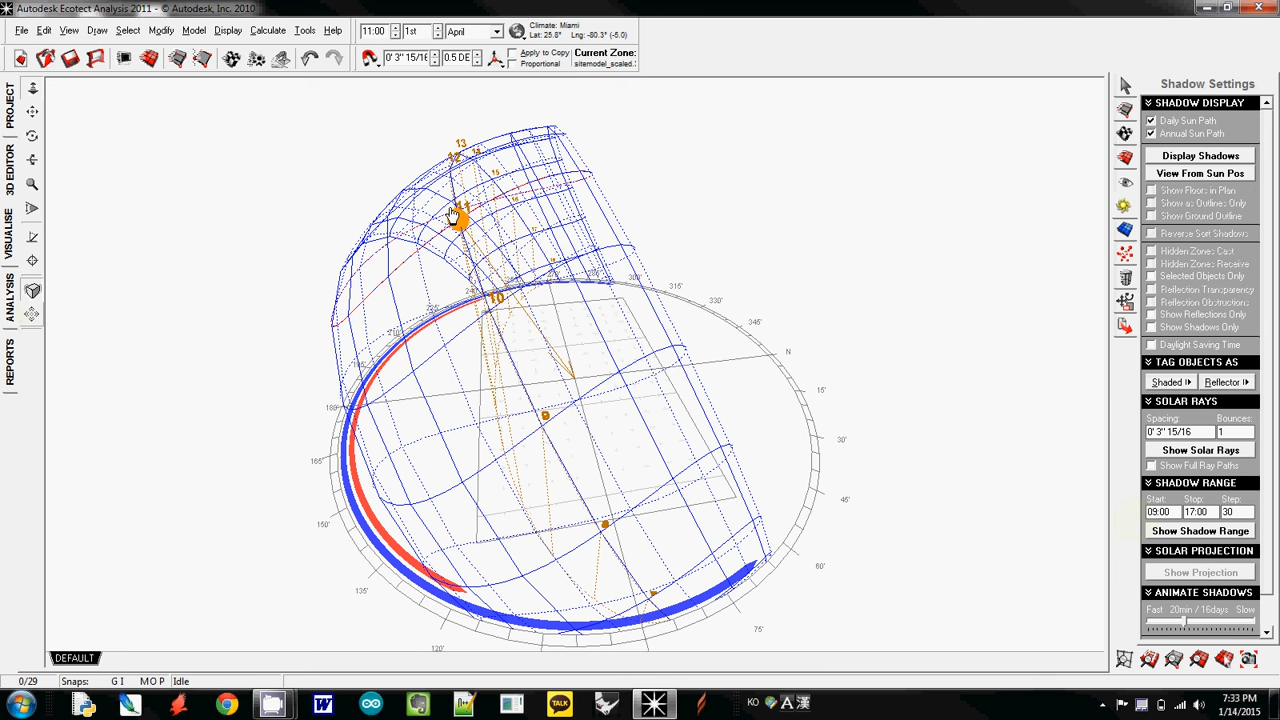 Autodesk Ecotect Analysis 2011 - © Autodesk, Inc. 2010
File Edit View Draw Select Modify Model Display Calculate Tools Help
11:00 1st April
Climate: Miami
Lat: 25.8° Lng: -80.3° (-5.0)
0' 3" 15/16 0.5 DE
Apply to Copy
Proportional
Current Zone:
sitemodel_scaled.
PROJECT
3D EDITOR
VISUALISE
ANALYSIS
REPORTS
13
12
14
15
10
9
8
N
15°
30°
45°
60°
75°
120°
135°
150°
165°
180°
300°
315°
330°
345°
Shadow Settings
SHADOW DISPLAY
Daily Sun Path
Annual Sun Path
Display Shadows
View From Sun Pos
Show Floors in Plan
Show as Outlines Only
Show Ground Outline
Reverse Sort Shadows
Hidden Zones Cast
Hidden Zones Receive
Selected Objects Only
Reflection Transparency
Reflection Obstructions
Show Reflections Only
Show Shadows Only
Daylight Saving Time
TAG OBJECTS AS
Shaded Reflector
SOLAR RAYS
Spacing: Bounces:
0' 3" 15/16 1
Show Solar Rays
Show Full Ray Paths
SHADOW RANGE
Start: Stop: Step:
09:00 17:00 30
Show Shadow Range
SOLAR PROJECTION
Show Projection
ANIMATE SHADOWS
Fast 20min / 16days Slow
DEFAULT
0/29 Snaps: G I M O P Idle
TALK
KO A 漢
7:33 PM
1/14/2015